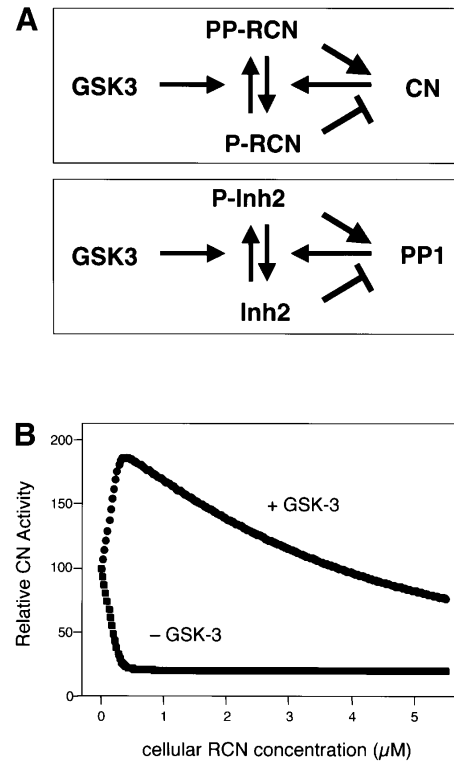 A
PP-RCN
GSK3 CN
P-RCN
P-Inh2
GSK3 PP1
Inh2
B
200
150
100
50
0
Relative CN Activity
+ GSK-3
– GSK-3
0 1 2 3 4 5
cellular RCN concentration (μM)